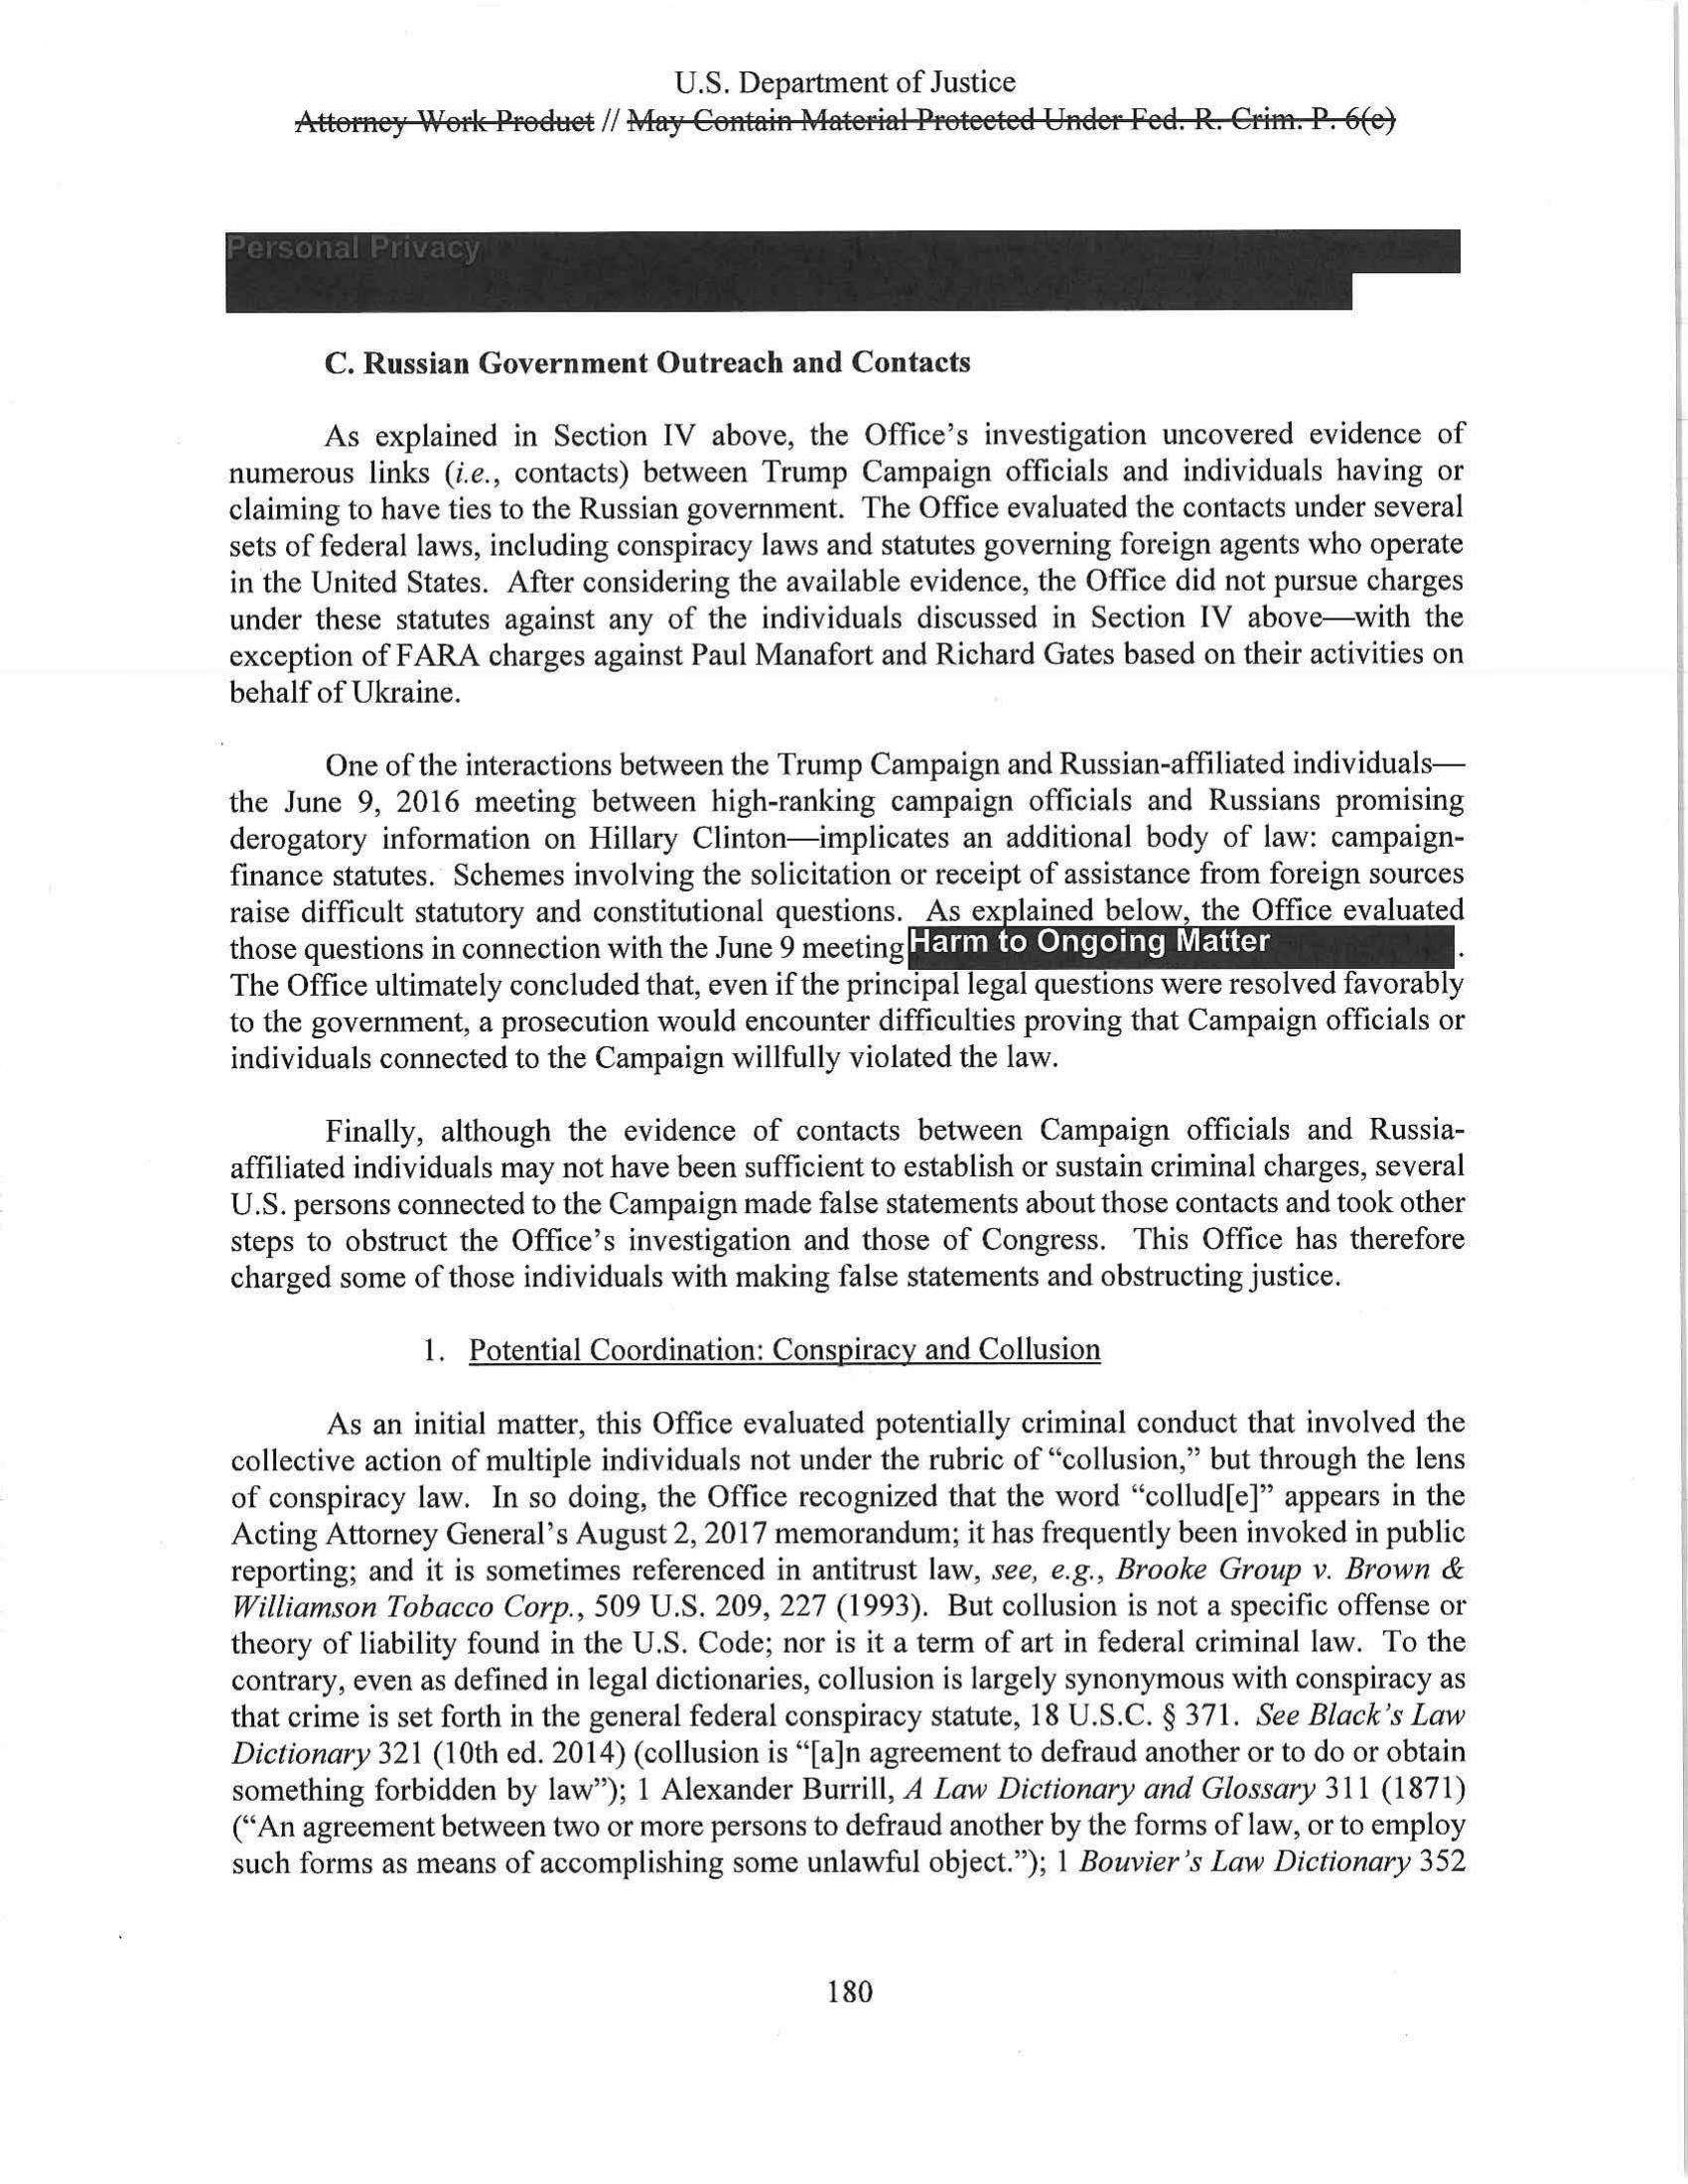 U.S. Department of Justice
Attorney Work Product // May Contain Material Protected Under Fed. R. Crim. P. 6(e)
Personal Privacy
C. Russian Government Outreach and Contacts
As explained in Section IV above, the Office's investigation uncovered evidence of
numerous links (i.e., contacts) between Trump Campaign officials and individuals having or
claiming to have ties to the Russian government. The Office evaluated the contacts under several
sets of federal laws, including conspiracy laws and statutes governing foreign agents who operate
in the United States. After considering the available evidence, the Office did not pursue charges
under these statutes against any of the individuals discussed in Section IV above—with the
exception of FARA charges against Paul Manafort and Richard Gates based on their activities on
behalf of Ukraine.
One of the interactions between the Trump Campaign and Russian-affiliated individuals—
the June 9, 2016 meeting between high-ranking campaign officials and Russians promising
derogatory information on Hillary Clinton—implicates an additional body of law: campaign-
finance statutes. Schemes involving the solicitation or receipt of assistance from foreign sources
raise difficult statutory and constitutional questions. As explained below, the Office evaluated
those questions in connection with the June 9 meeting Harm to Ongoing Matter .
The Office ultimately concluded that, even if the principal legal questions were resolved favorably
to the government, a prosecution would encounter difficulties proving that Campaign officials or
individuals connected to the Campaign willfully violated the law.
Finally, although the evidence of contacts between Campaign officials and Russia-
affiliated individuals may not have been sufficient to establish or sustain criminal charges, several
U.S. persons connected to the Campaign made false statements about those contacts and took other
steps to obstruct the Office's investigation and those of Congress. This Office has therefore
charged some of those individuals with making false statements and obstructing justice.
1. Potential Coordination: Conspiracy and Collusion
As an initial matter, this Office evaluated potentially criminal conduct that involved the
collective action of multiple individuals not under the rubric of “collusion,” but through the lens
of conspiracy law. In so doing, the Office recognized that the word “collud[e]” appears in the
Acting Attorney General's August 2, 2017 memorandum; it has frequently been invoked in public
reporting; and it is sometimes referenced in antitrust law, see, e.g., Brooke Group v. Brown &
Williamson Tobacco Corp., 509 U.S. 209, 227 (1993). But collusion is not a specific offense or
theory of liability found in the U.S. Code; nor is it a term of art in federal criminal law. To the
contrary, even as defined in legal dictionaries, collusion is largely synonymous with conspiracy as
that crime is set forth in the general federal conspiracy statute, 18 U.S.C. § 371. See Black's Law
Dictionary 321 (10th ed. 2014) (collusion is “[a]n agreement to defraud another or to do or obtain
something forbidden by law”); 1 Alexander Burrill, A Law Dictionary and Glossary 311 (1871)
(“An agreement between two or more persons to defraud another by the forms of law, or to employ
such forms as means of accomplishing some unlawful object.”); 1 Bouvier's Law Dictionary 352
180